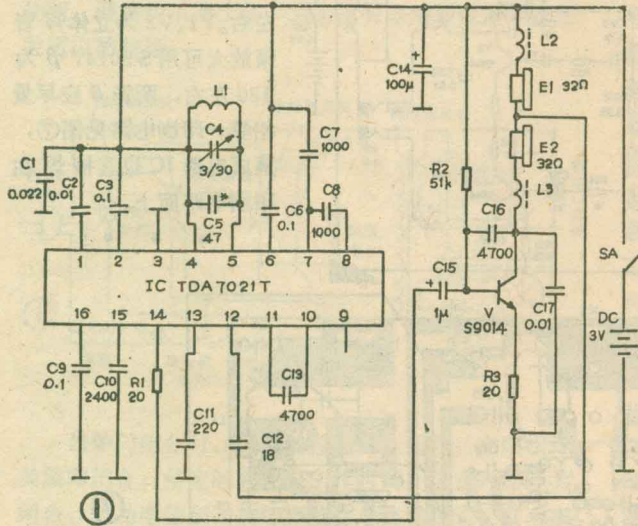 L1
C4
3/30
C5
47
C1
0.022
C2
0.01
C3
0.1
C6
0.1
C7
1000
C8
1000
C14
100μ
R2
51k
L2
E1 32Ω
E2
32Ω
L3
C16
4700
C15
1μ
V
S9014
C17
0.01
R3
20
SA
DC
3V
1 2 3 4 5 6 7 8
IC TDA7021T
16 15 14 13 12 11 10 9
C9
0.1
C10
2400
R1
20
C11
220
C12
18
C13
4700
①